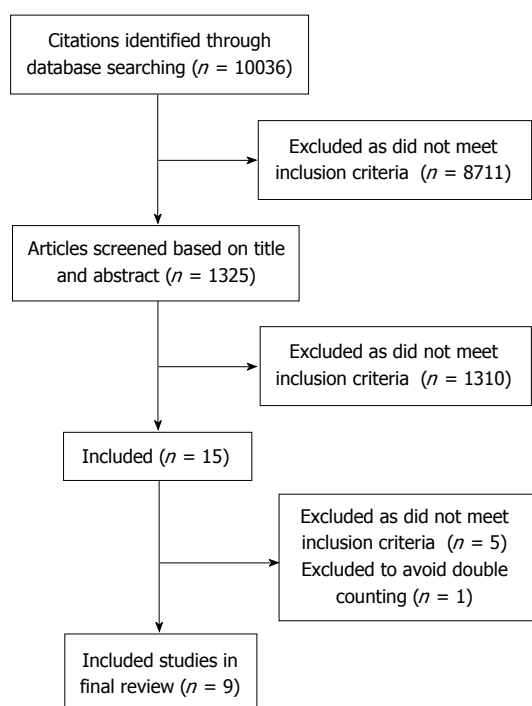 Citations identified through
database searching (n = 10036)
Excluded as did not meet
inclusion criteria (n = 8711)
Articles screened based on title
and abstract (n = 1325)
Excluded as did not meet
inclusion criteria (n = 1310)
Included (n = 15)
Excluded as did not meet
inclusion criteria (n = 5)
Excluded to avoid double
counting (n = 1)
Included studies in
final review (n = 9)